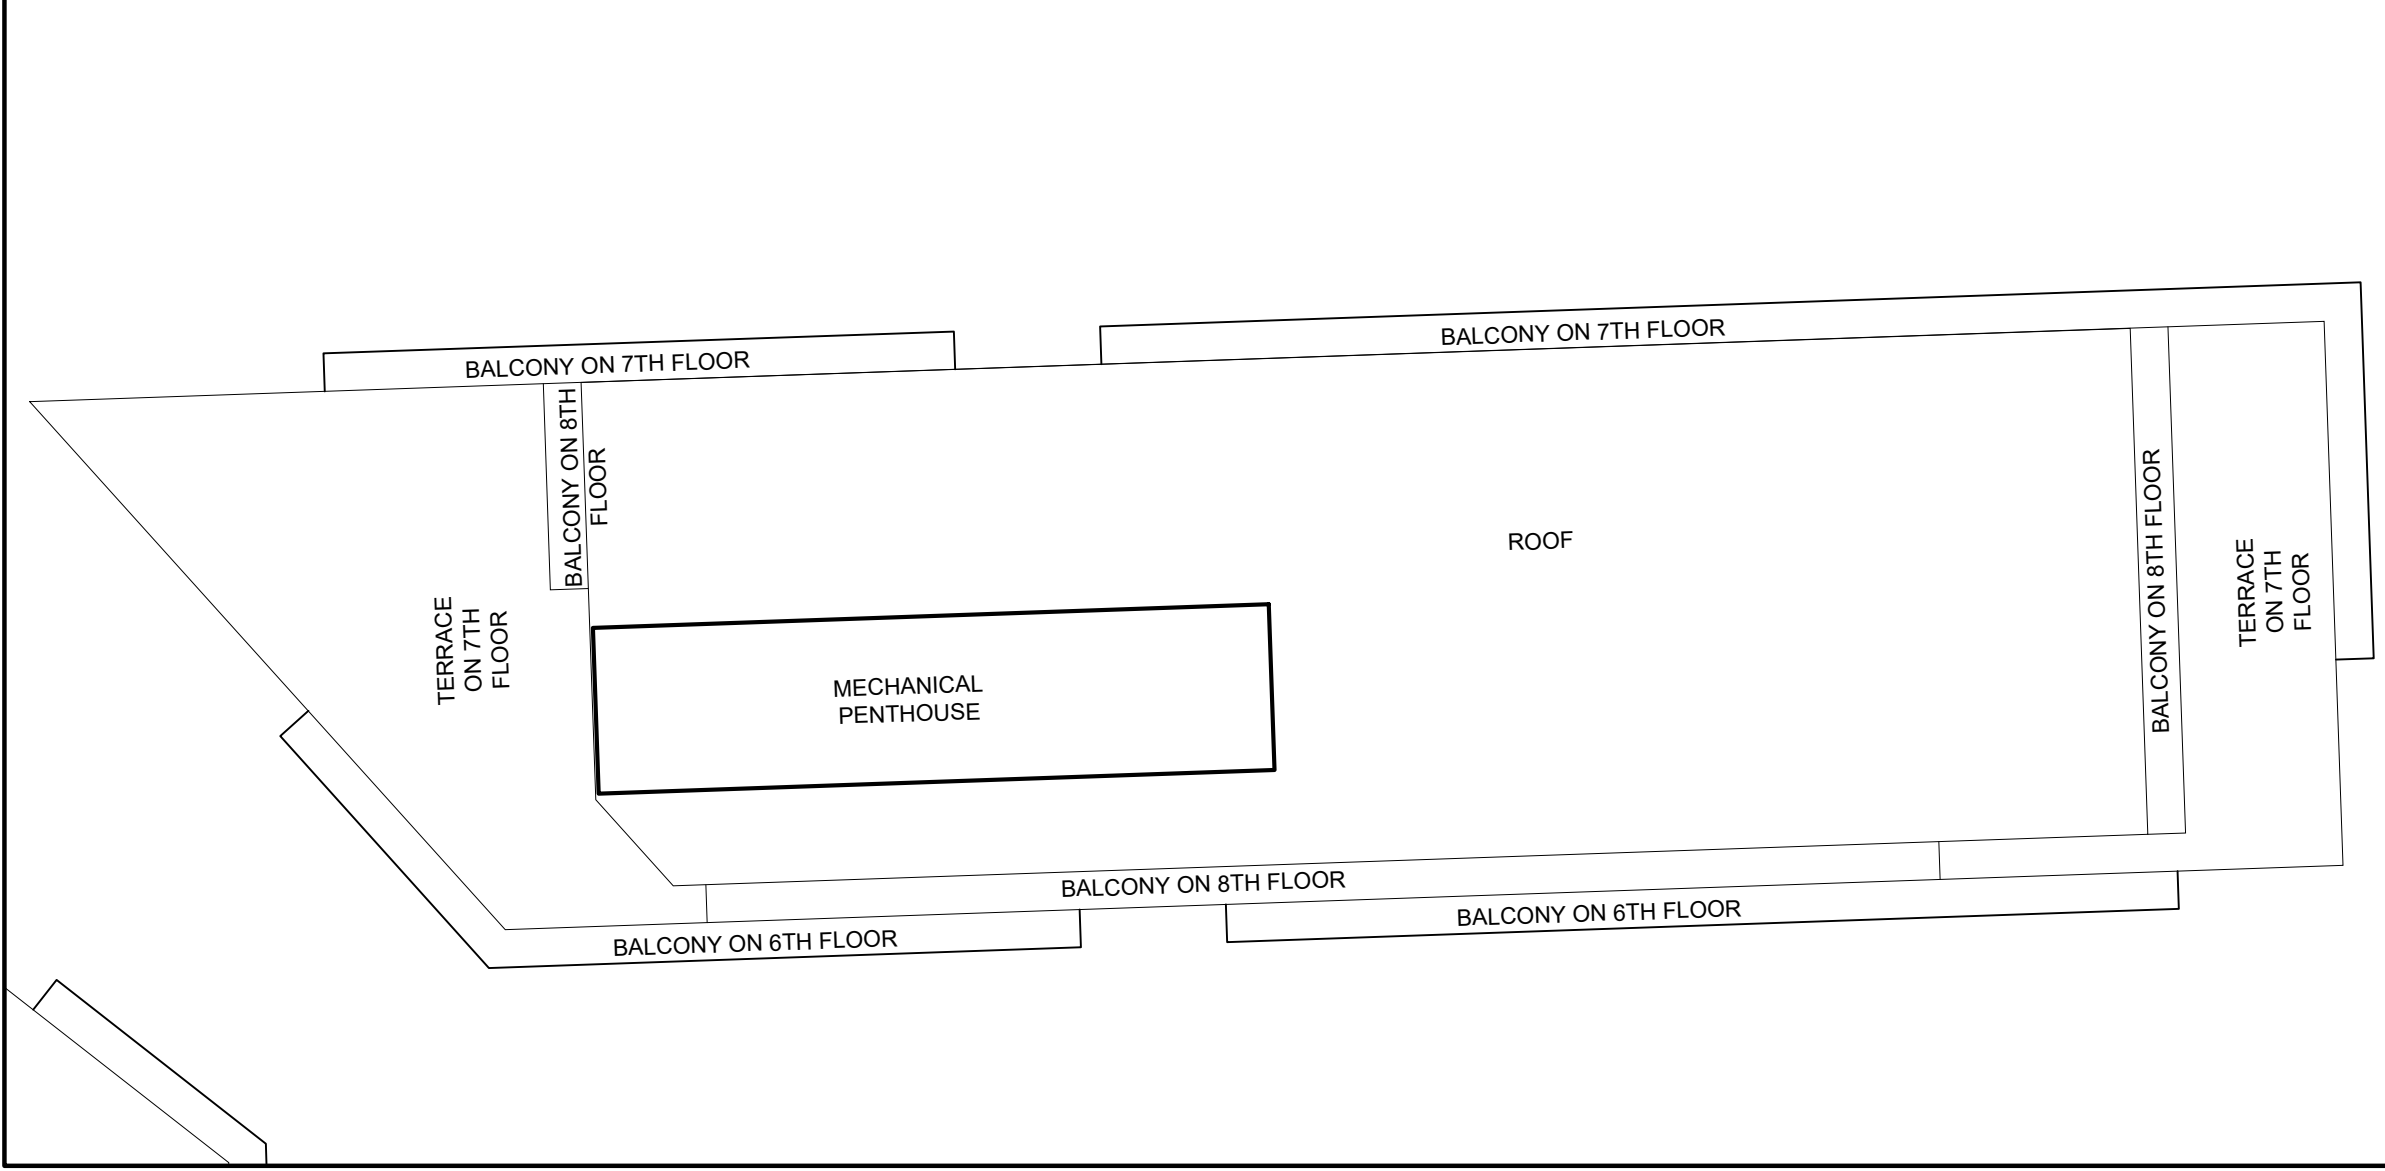 BALCONY ON 7TH FLOOR
BALCONY ON 7TH FLOOR
BALCONY ON 8TH
FLOOR
ROOF
BALCONY ON 8TH FLOOR
TERRACE
ON 7TH
FLOOR
TERRACE
ON 7TH
FLOOR
MECHANICAL
PENTHOUSE
BALCONY ON 8TH FLOOR
BALCONY ON 6TH FLOOR
BALCONY ON 6TH FLOOR